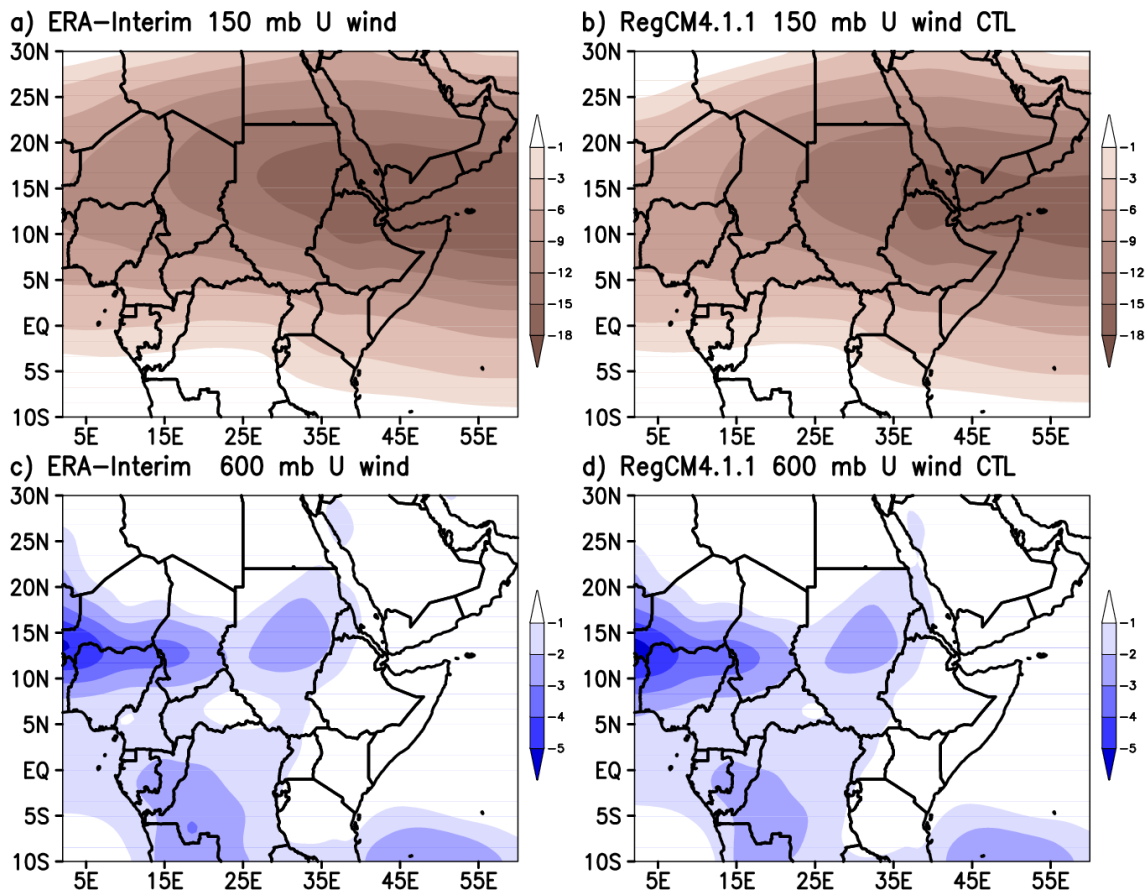 a) ERA-Interim 150 mb U wind
b) RegCM4.1.1 150 mb U wind CTL
30N
25N
20N
15N
10N
5N
EQ
5S
10S
5E 15E 25E 35E 45E 55E
-1
-3
-6
-9
-12
-15
-18
30N
25N
20N
15N
10N
5N
EQ
5S
10S
5E 15E 25E 35E 45E 55E
-1
-3
-6
-9
-12
-15
-18
c) ERA-Interim 600 mb U wind
d) RegCM4.1.1 600 mb U wind CTL
30N
25N
20N
15N
10N
5N
EQ
5S
10S
5E 15E 25E 35E 45E 55E
-1
-2
-3
-4
-5
30N
25N
20N
15N
10N
5N
EQ
5S
10S
5E 15E 25E 35E 45E 55E
-1
-2
-3
-4
-5